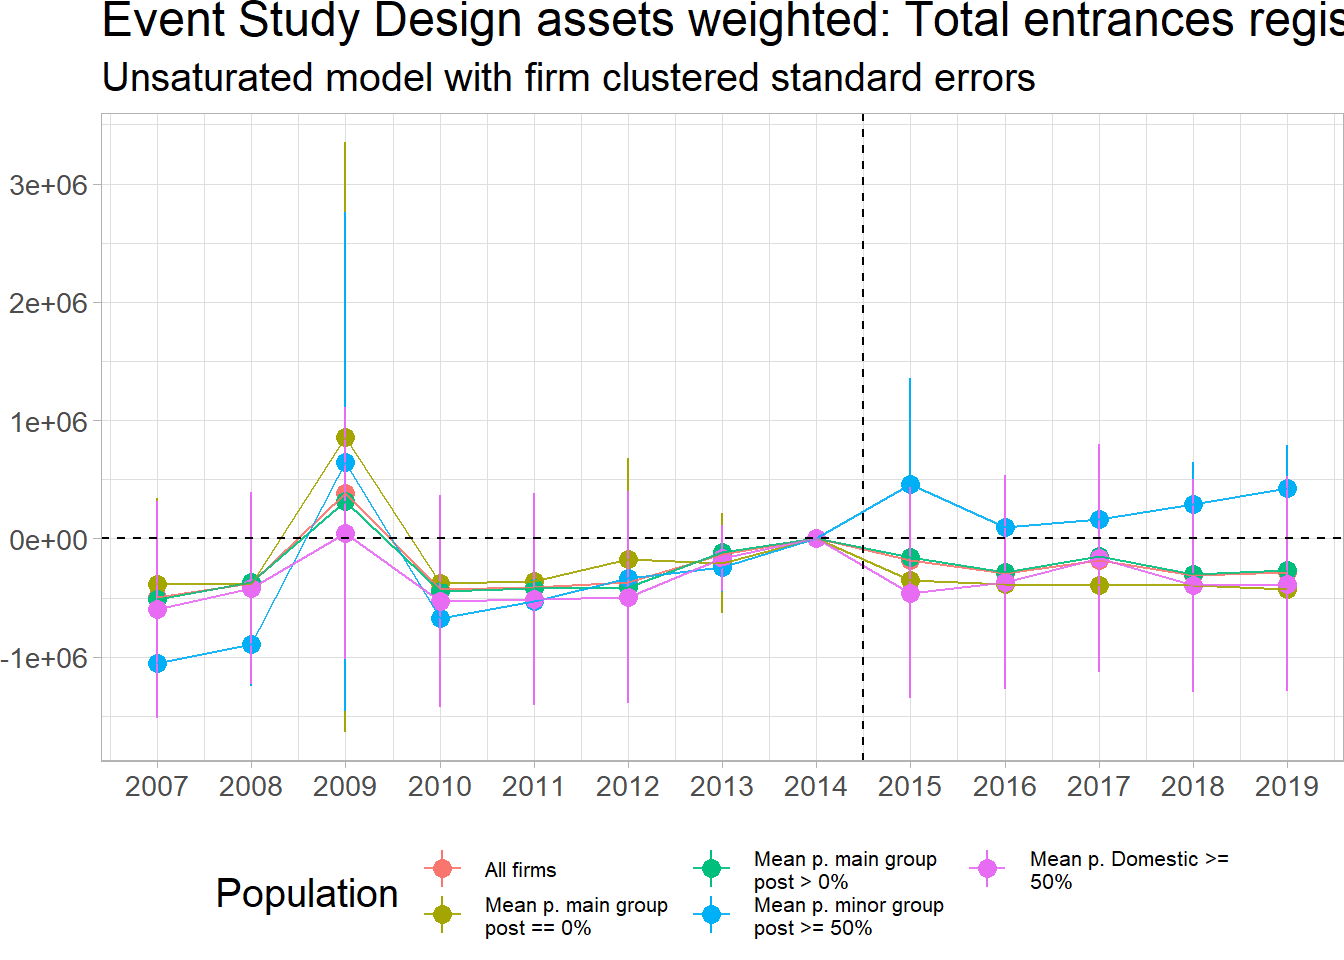 Event Study Design assets weighted: Total entrances regis
Unsaturated model with firm clustered standard errors
3e+06
2e+06
1e+06
0e+00
-1e+06
2007 2008 2009 2010 2011 2012 2013 2014 2015 2016 2017 2018 2019
Population
All firms
Mean p. main group
post == 0%
Mean p. main group
post > 0%
Mean p. minor group
post >= 50%
Mean p. Domestic >=
50%